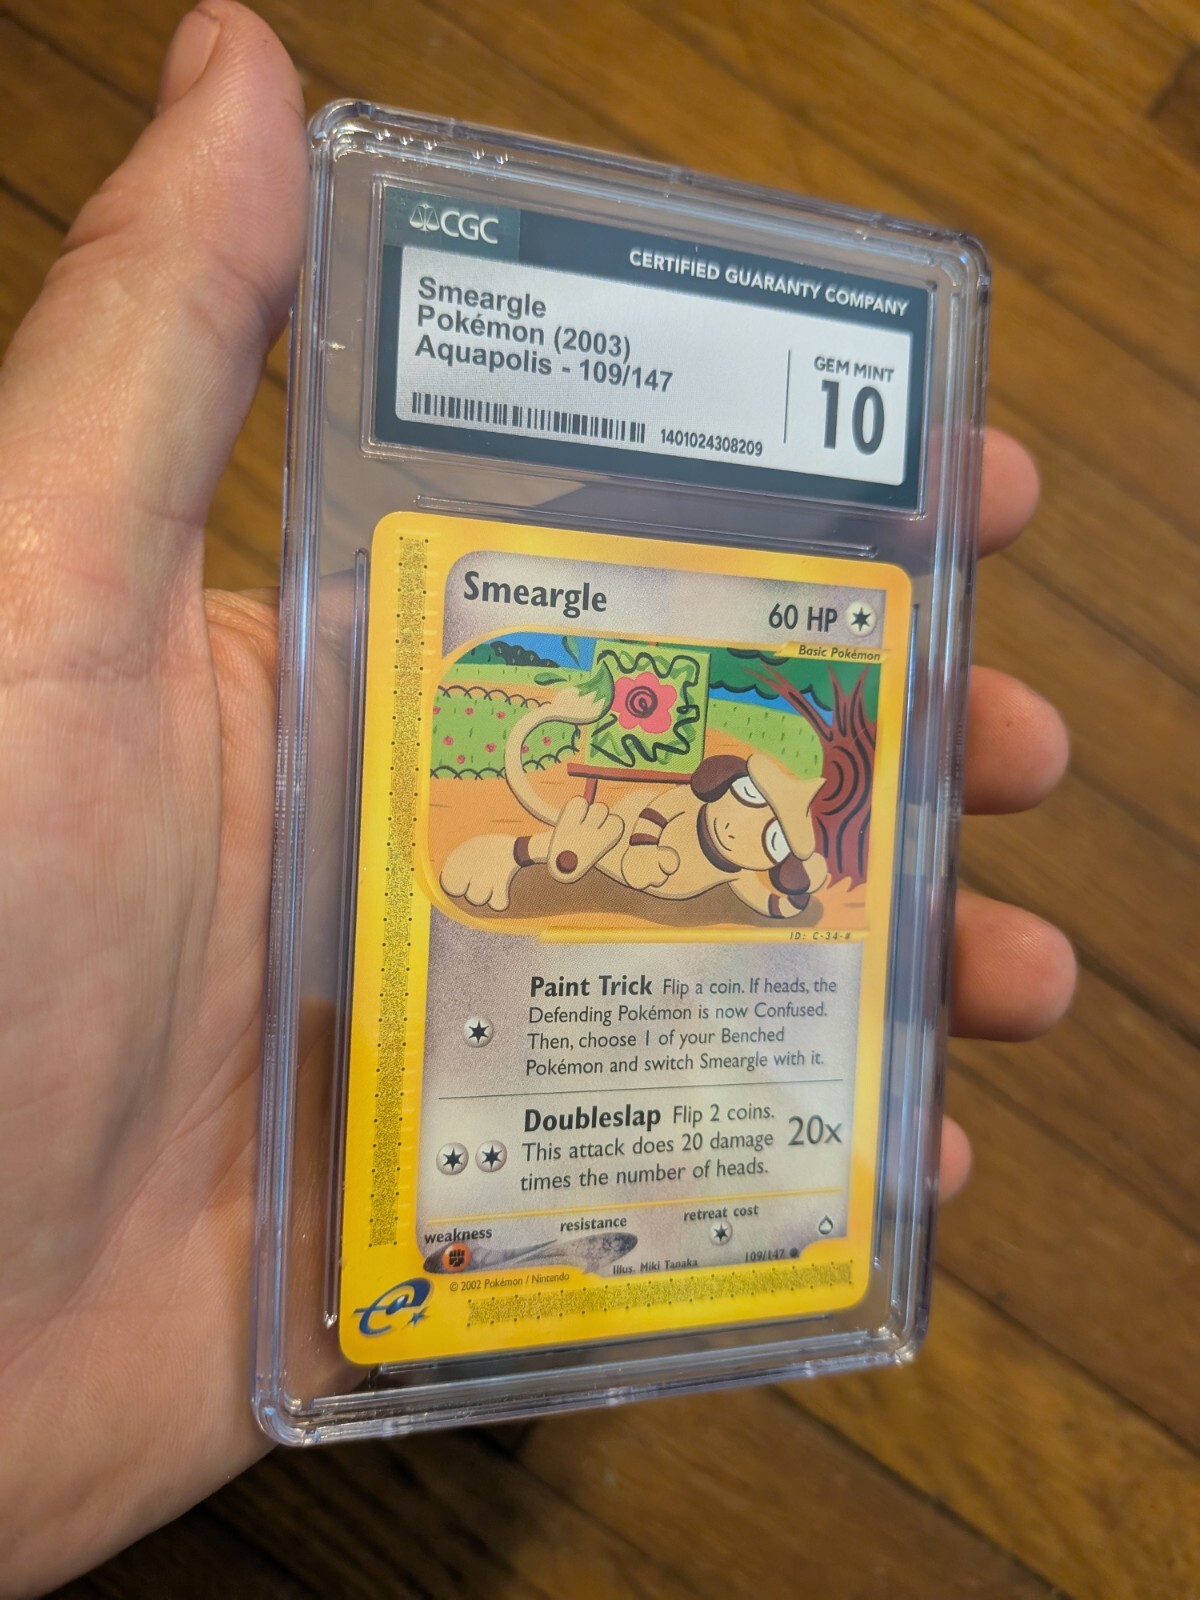 CGC
CERTIFIED GUARANTY COMPANY
Smeargle
Pokémon (2003)
Aquapolis - 109/147
1401024308209
GEM MINT
10
Smeargle
60 HP
Basic Pokémon
ID: C-34-#
Paint Trick Flip a coin. If heads, the
Defending Pokémon is now Confused.
Then, choose 1 of your Benched
Pokémon and switch Smeargle with it.
Doubleslap Flip 2 coins.
This attack does 20 damage
times the number of heads.
20x
weakness
resistance
retreat cost
Illus. Miki Tanaka
109/147
© 2002 Pokémon / Nintendo
e